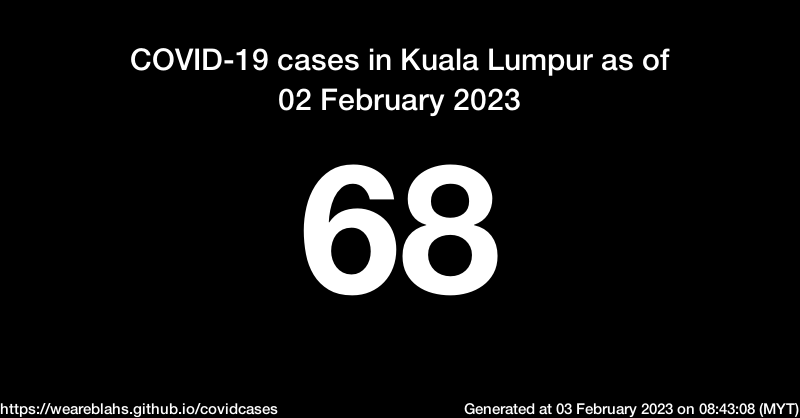 COVID-19 cases in Kuala Lumpur as of
02 February 2023
68
https://weareblahs.github.io/covidcases
Generated at 03 February 2023 on 08:43:08 (MYT)